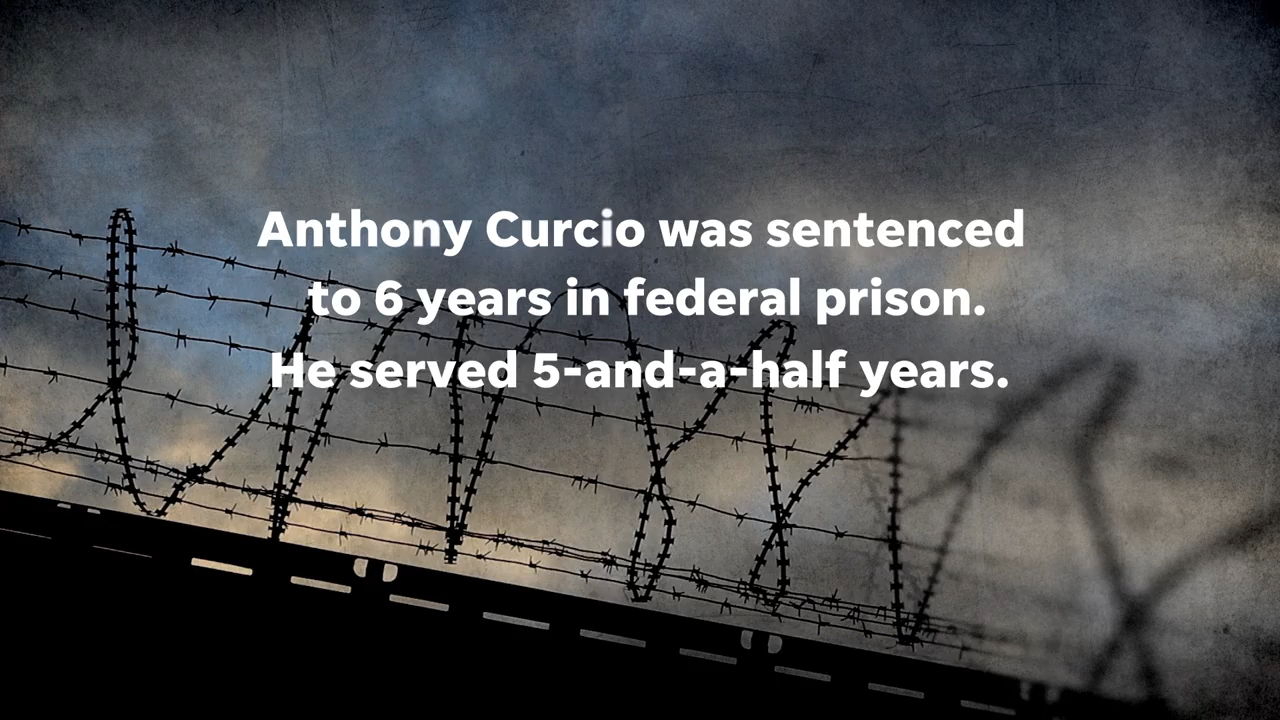 Anthony Curcio was sentenced
to 6 years in federal prison.
He served 5-and-a-half years.